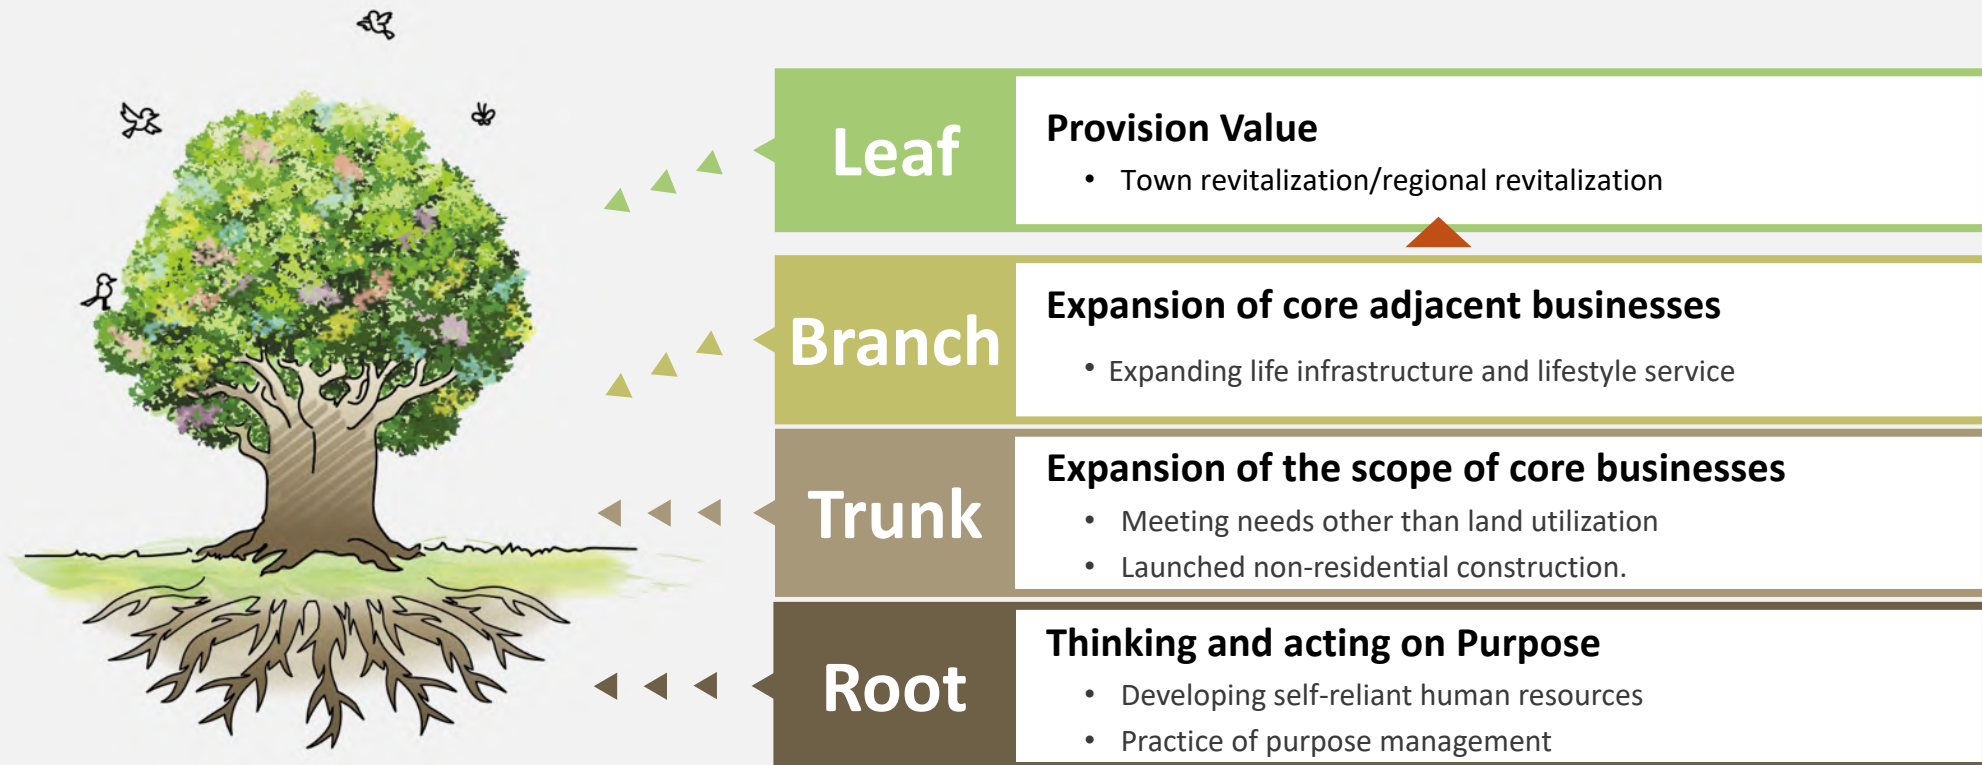 Leaf
Provision Value
• Town revitalization/regional revitalization
Branch
Expansion of core adjacent businesses
• Expanding life infrastructure and lifestyle service
Trunk
Expansion of the scope of core businesses
• Meeting needs other than land utilization
• Launched non-residential construction.
Root
Thinking and acting on Purpose
• Developing self-reliant human resources
• Practice of purpose management